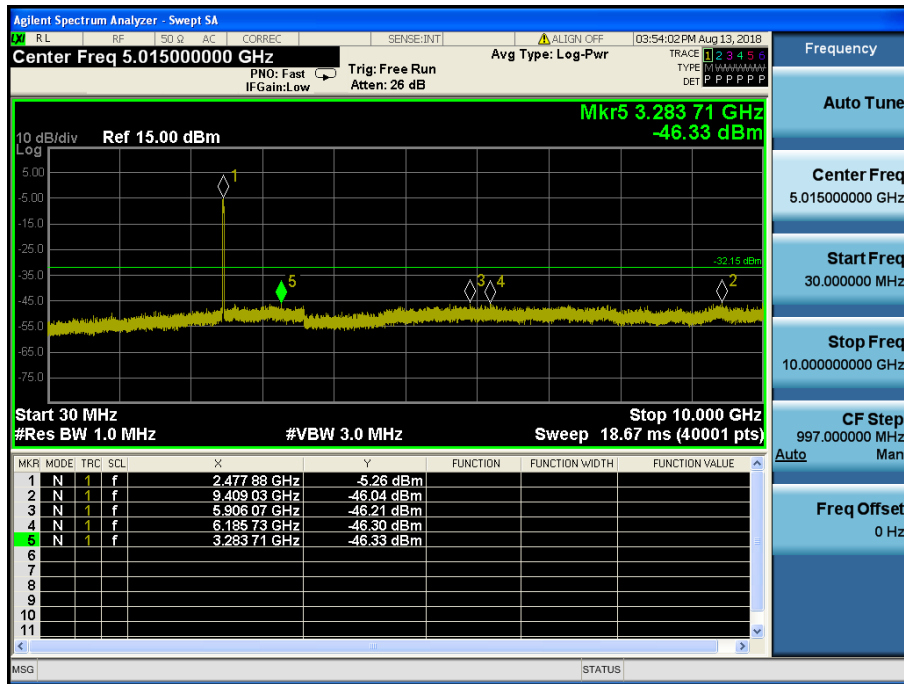 Agilent Spectrum Analyzer - Swept SA
LXI RL RF 50 Ω AC CORREC SENSE:INT ALIGN OFF 03:54:02 PM Aug 13, 2018
Center Freq 5.015000000 GHz
PNO: Fast
IFGain:Low
Trig: Free Run
Atten: 26 dB
Avg Type: Log-Pwr
TRACE 1 2 3 4 5 6
TYPE MWWWWW
DET P P P P P P
Mkr5 3.283 71 GHz
-46.33 dBm
10 dB/div Ref 15.00 dBm
Log
5.00
-5.00
-15.0
-25.0
-35.0
-45.0
-55.0
-65.0
-75.0
1
5
3
4
2
-32.15 dBm
Start 30 MHz Stop 10.000 GHz
#Res BW 1.0 MHz #VBW 3.0 MHz Sweep 18.67 ms (40001 pts)
MKR MODE TRC SCL X Y FUNCTION FUNCTION WIDTH FUNCTION VALUE
1 N 1 f 2.477 88 GHz -5.26 dBm
2 N 1 f 9.409 03 GHz -46.04 dBm
3 N 1 f 5.906 07 GHz -46.21 dBm
4 N 1 f 6.185 73 GHz -46.30 dBm
5 N 1 f 3.283 71 GHz -46.33 dBm
6
7
8
9
10
11
MSG STATUS
Frequency
Auto Tune
Center Freq
5.015000000 GHz
Start Freq
30.000000 MHz
Stop Freq
10.000000000 GHz
CF Step
997.000000 MHz
Auto Man
Freq Offset
0 Hz